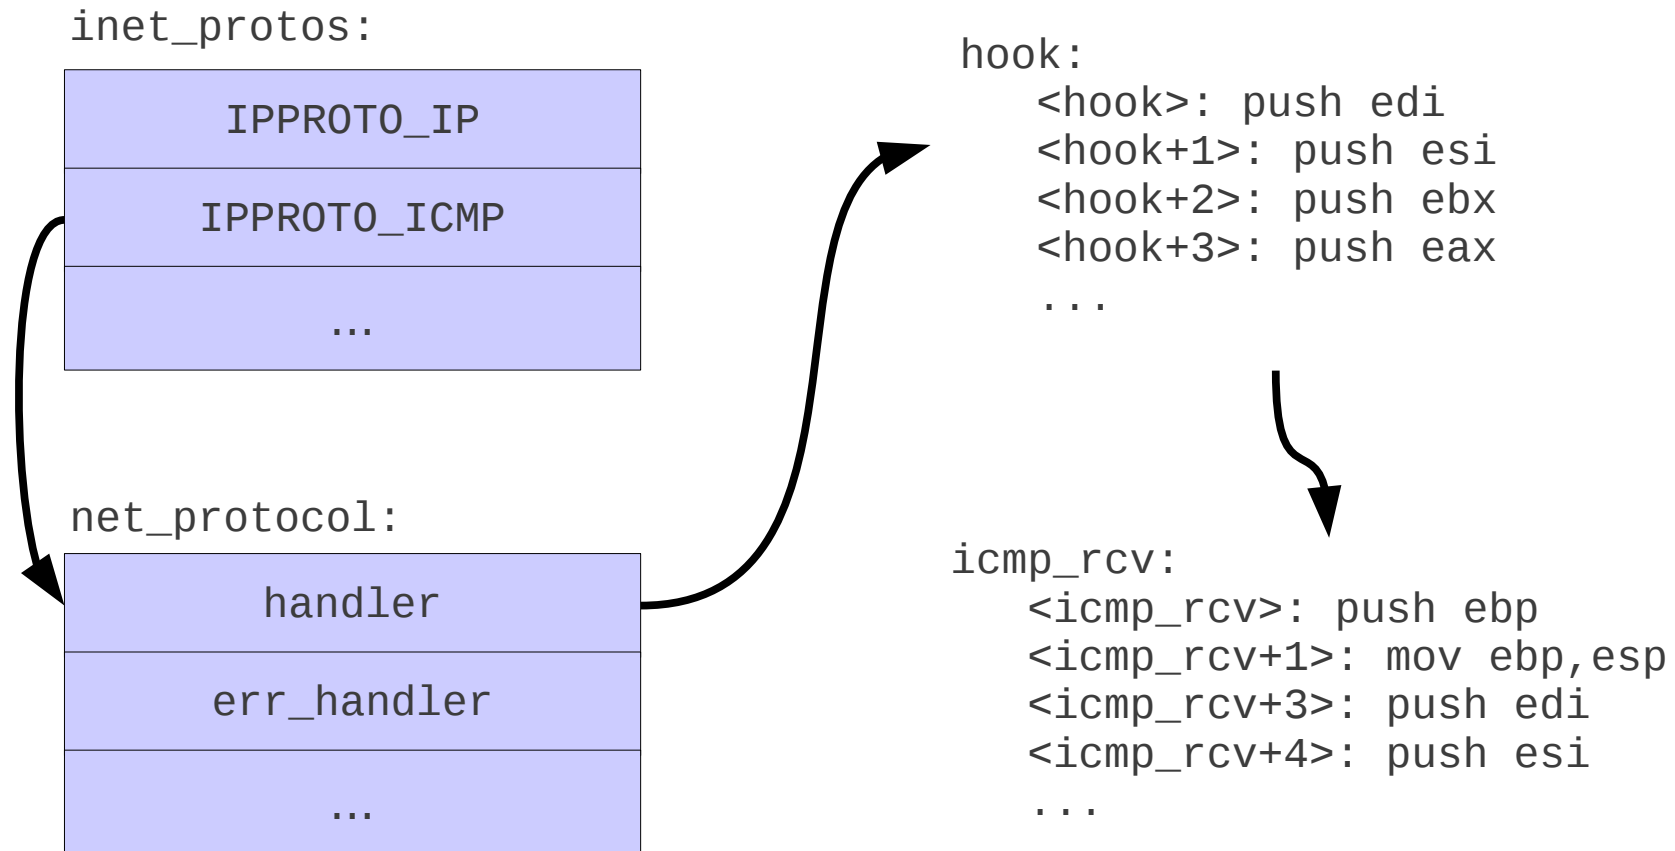 inet_protos:
IPPROTO_IP
IPPROTO_ICMP
...
net_protocol:
handler
err_handler
...
hook:
<hook>: push edi
<hook+1>: push esi
<hook+2>: push ebx
<hook+3>: push eax
...
icmp_rcv:
<icmp_rcv>: push ebp
<icmp_rcv+1>: mov ebp,esp
<icmp_rcv+3>: push edi
<icmp_rcv+4>: push esi
...